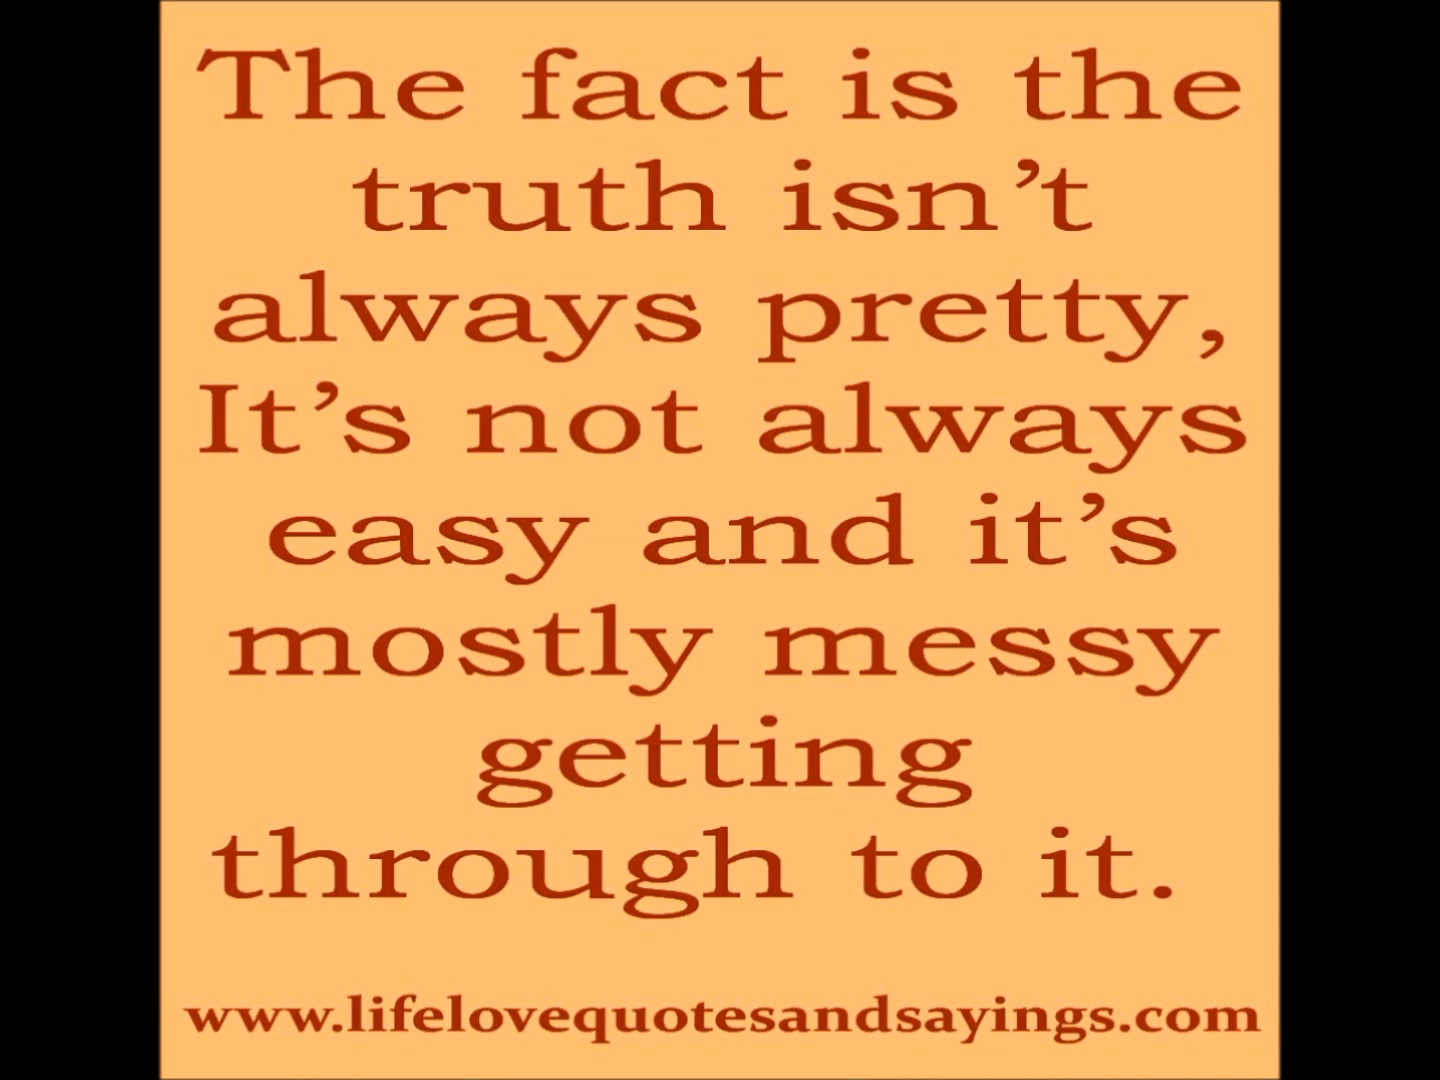 The fact is the
truth isn’t
always pretty,
It’s not always
easy and it’s
mostly messy
getting
through to it.
www.lifelovequotesandsayings.com